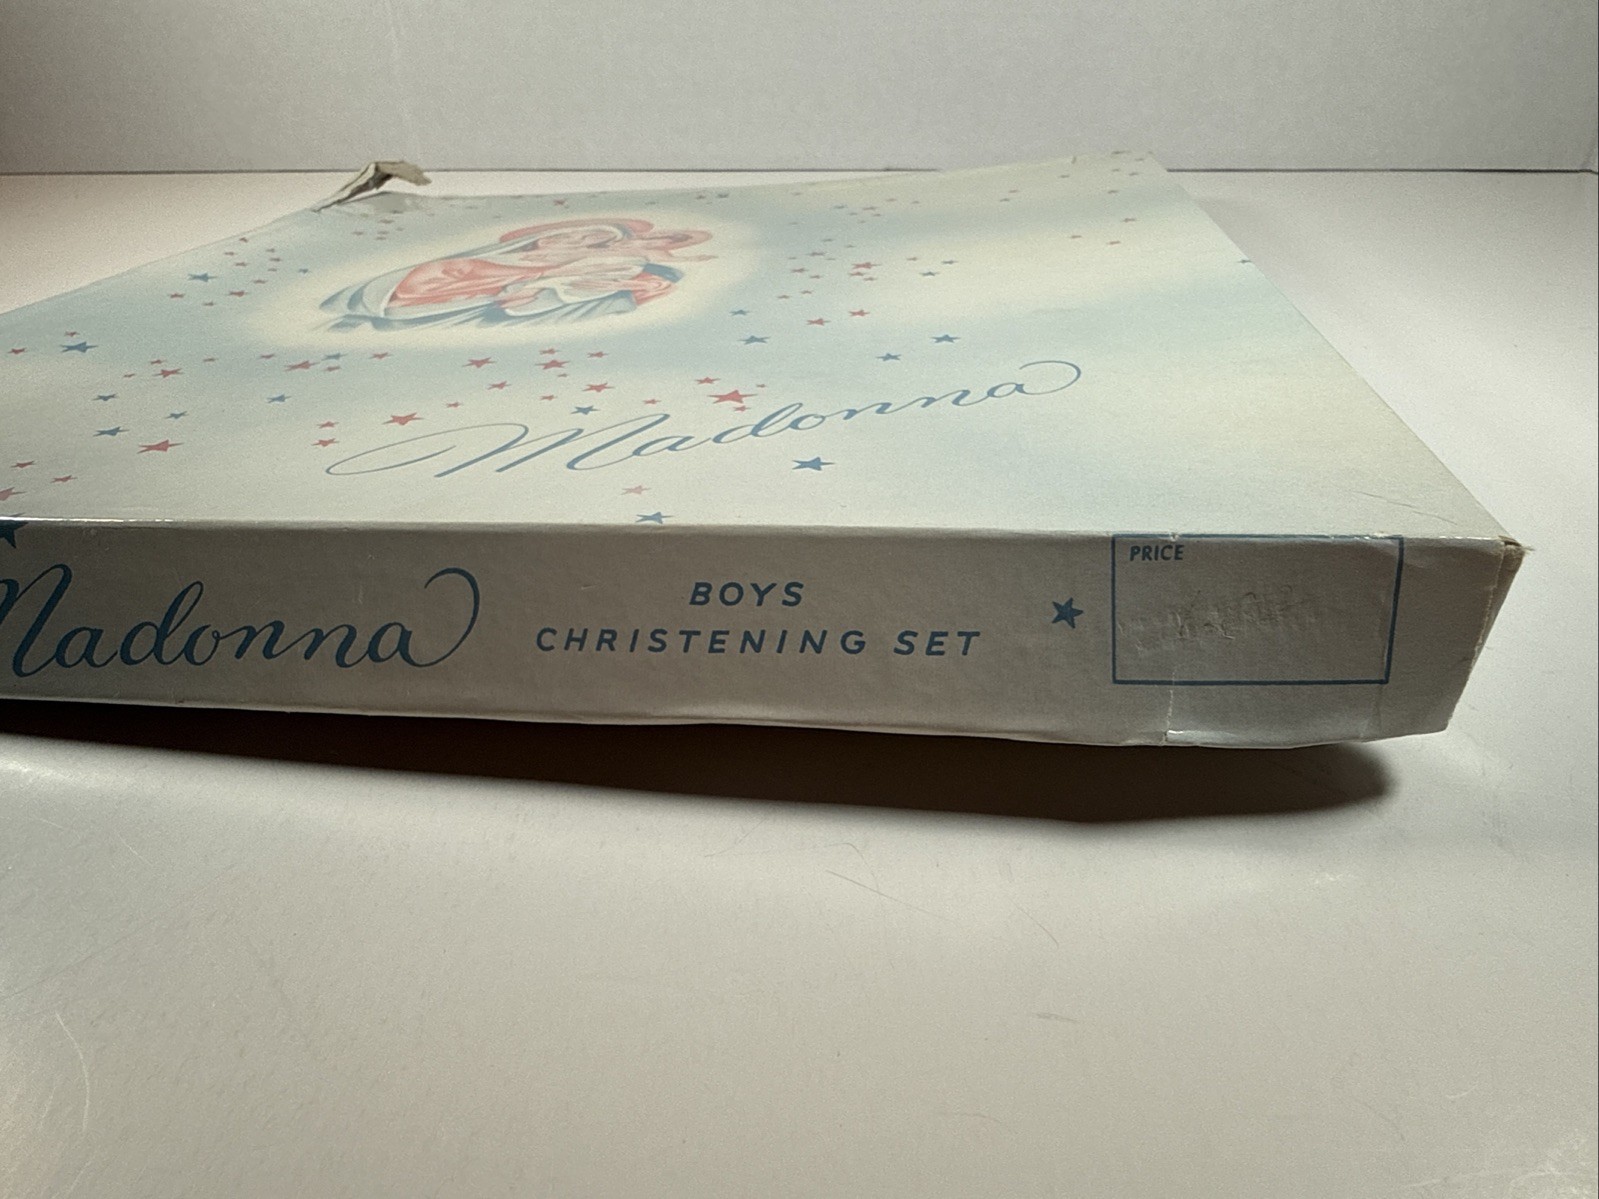 Madonna
Madonna
BOYS
CHRISTENING SET
PRICE